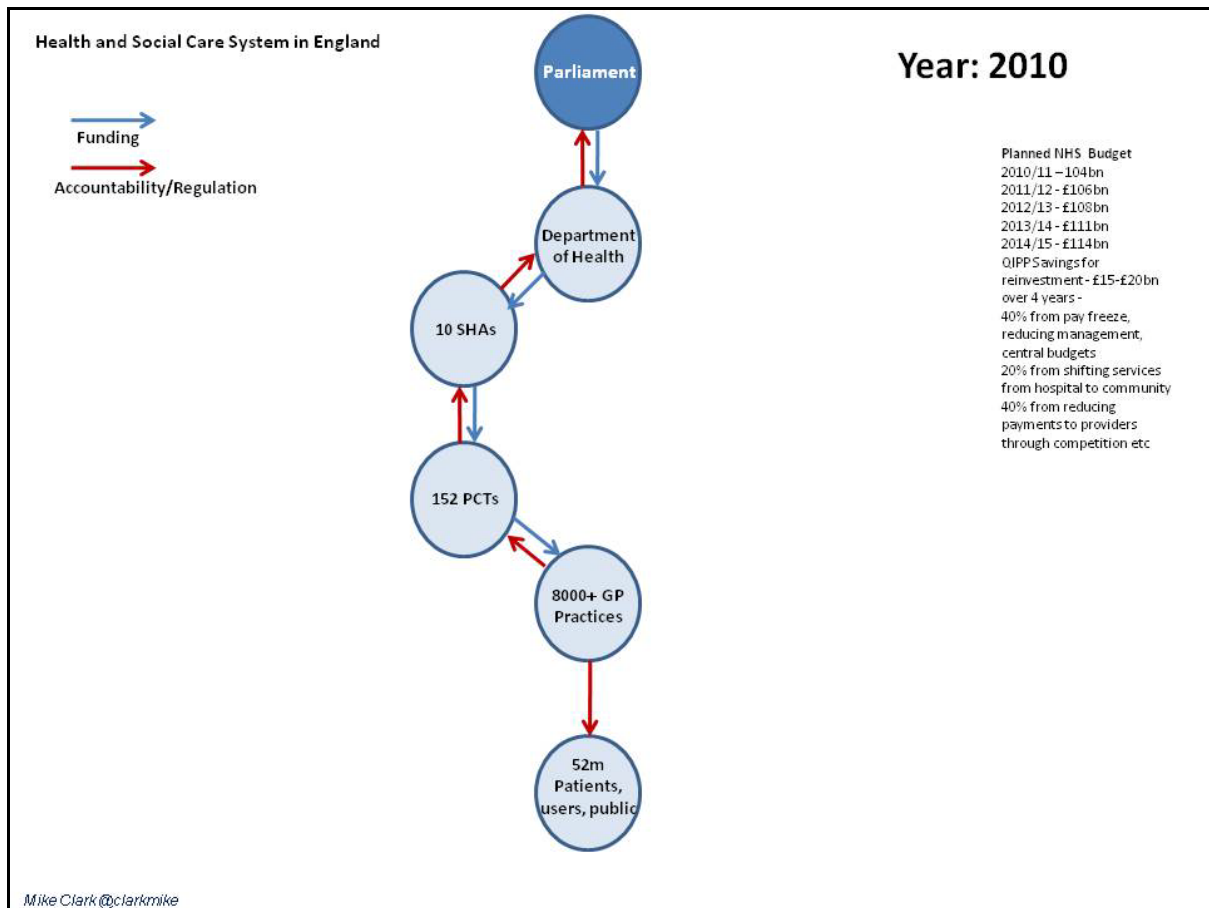 Health and Social Care System in England
Year: 2010
Funding
Accountability/Regulation
Parliament
Department
of Health
10 SHAs
152 PCTs
8000+ GP
Practices
52m
Patients,
users, public
Planned NHS Budget
2010/11 – 104bn
2011/12 - £106bn
2012/13 - £108bn
2013/14 - £111bn
2014/15 - £114bn
QIPP Savings for
reinvestment - £15-£20bn
over 4 years -
40% from pay freeze,
reducing management,
central budgets
20% from shifting services
from hospital to community
40% from reducing
payments to providers
through competition etc
Mike Clark @clarkmike